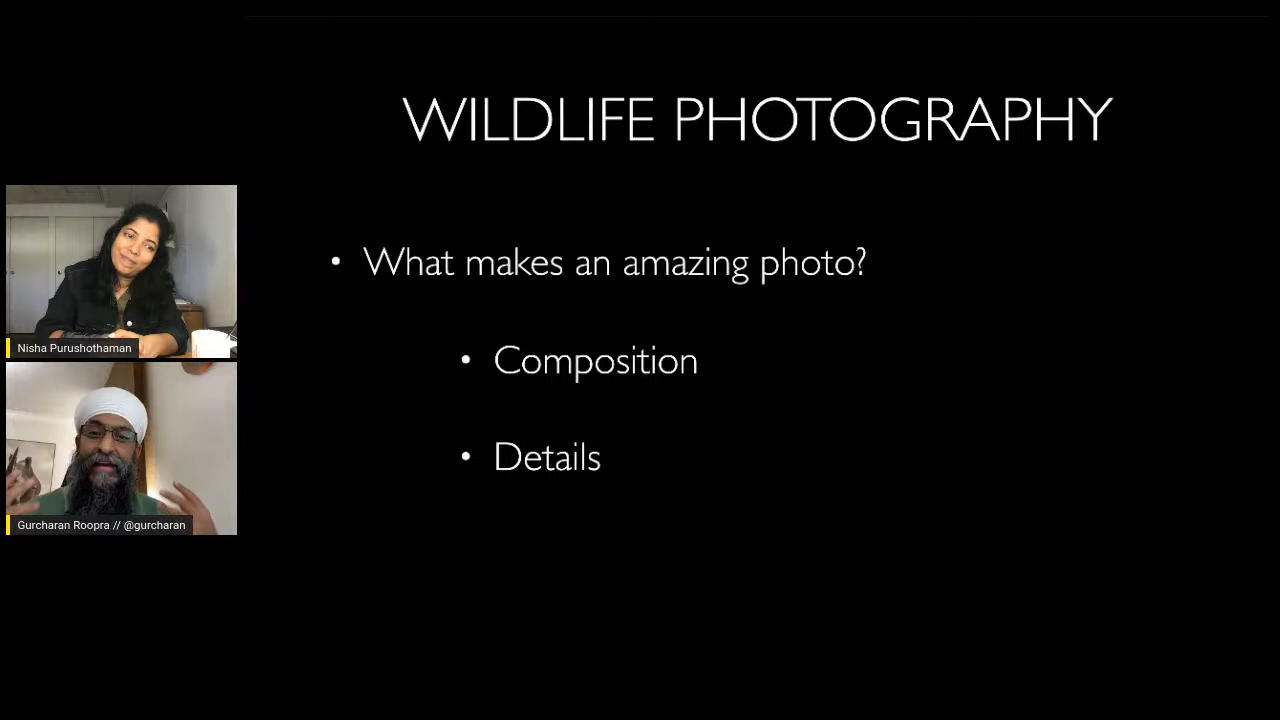 WILDLIFE PHOTOGRAPHY
• What makes an amazing photo?
• Composition
• Details
Nisha Purushothaman
Gurcharan Roopra // @gurcharan